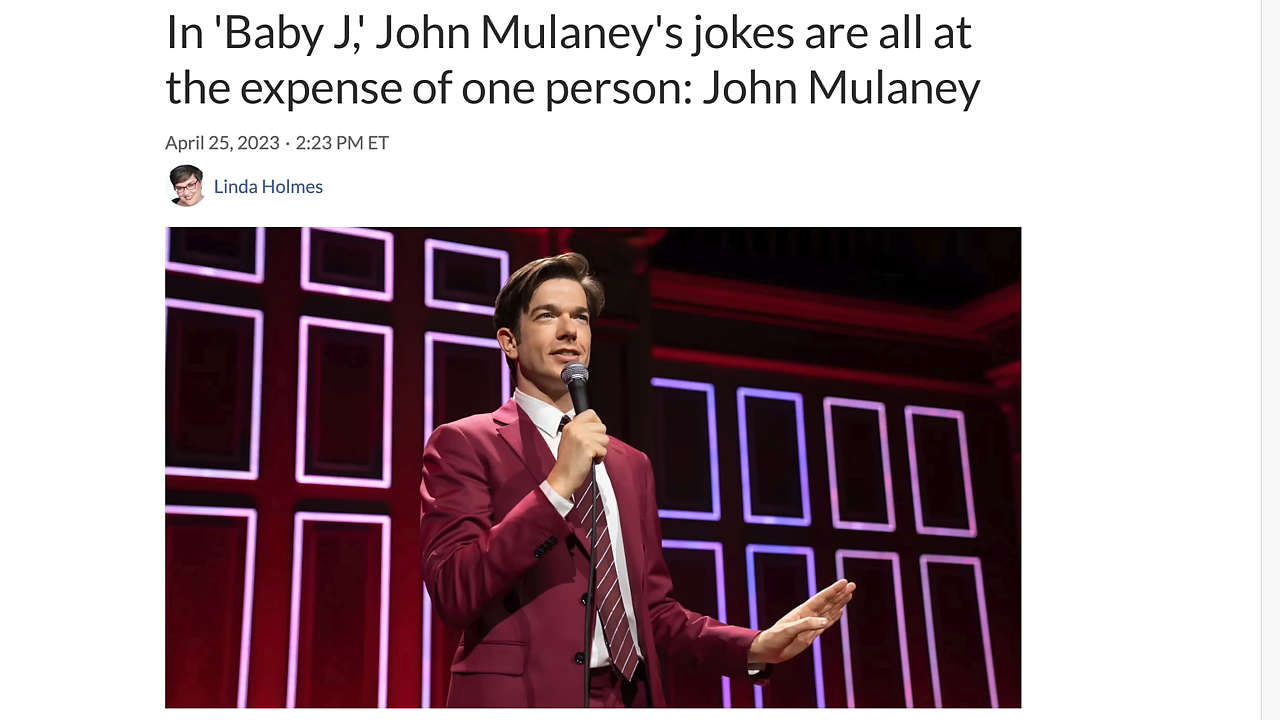 In 'Baby J,' John Mulaney's jokes are all at
the expense of one person: John Mulaney
April 25, 2023 · 2:23 PM ET
Linda Holmes